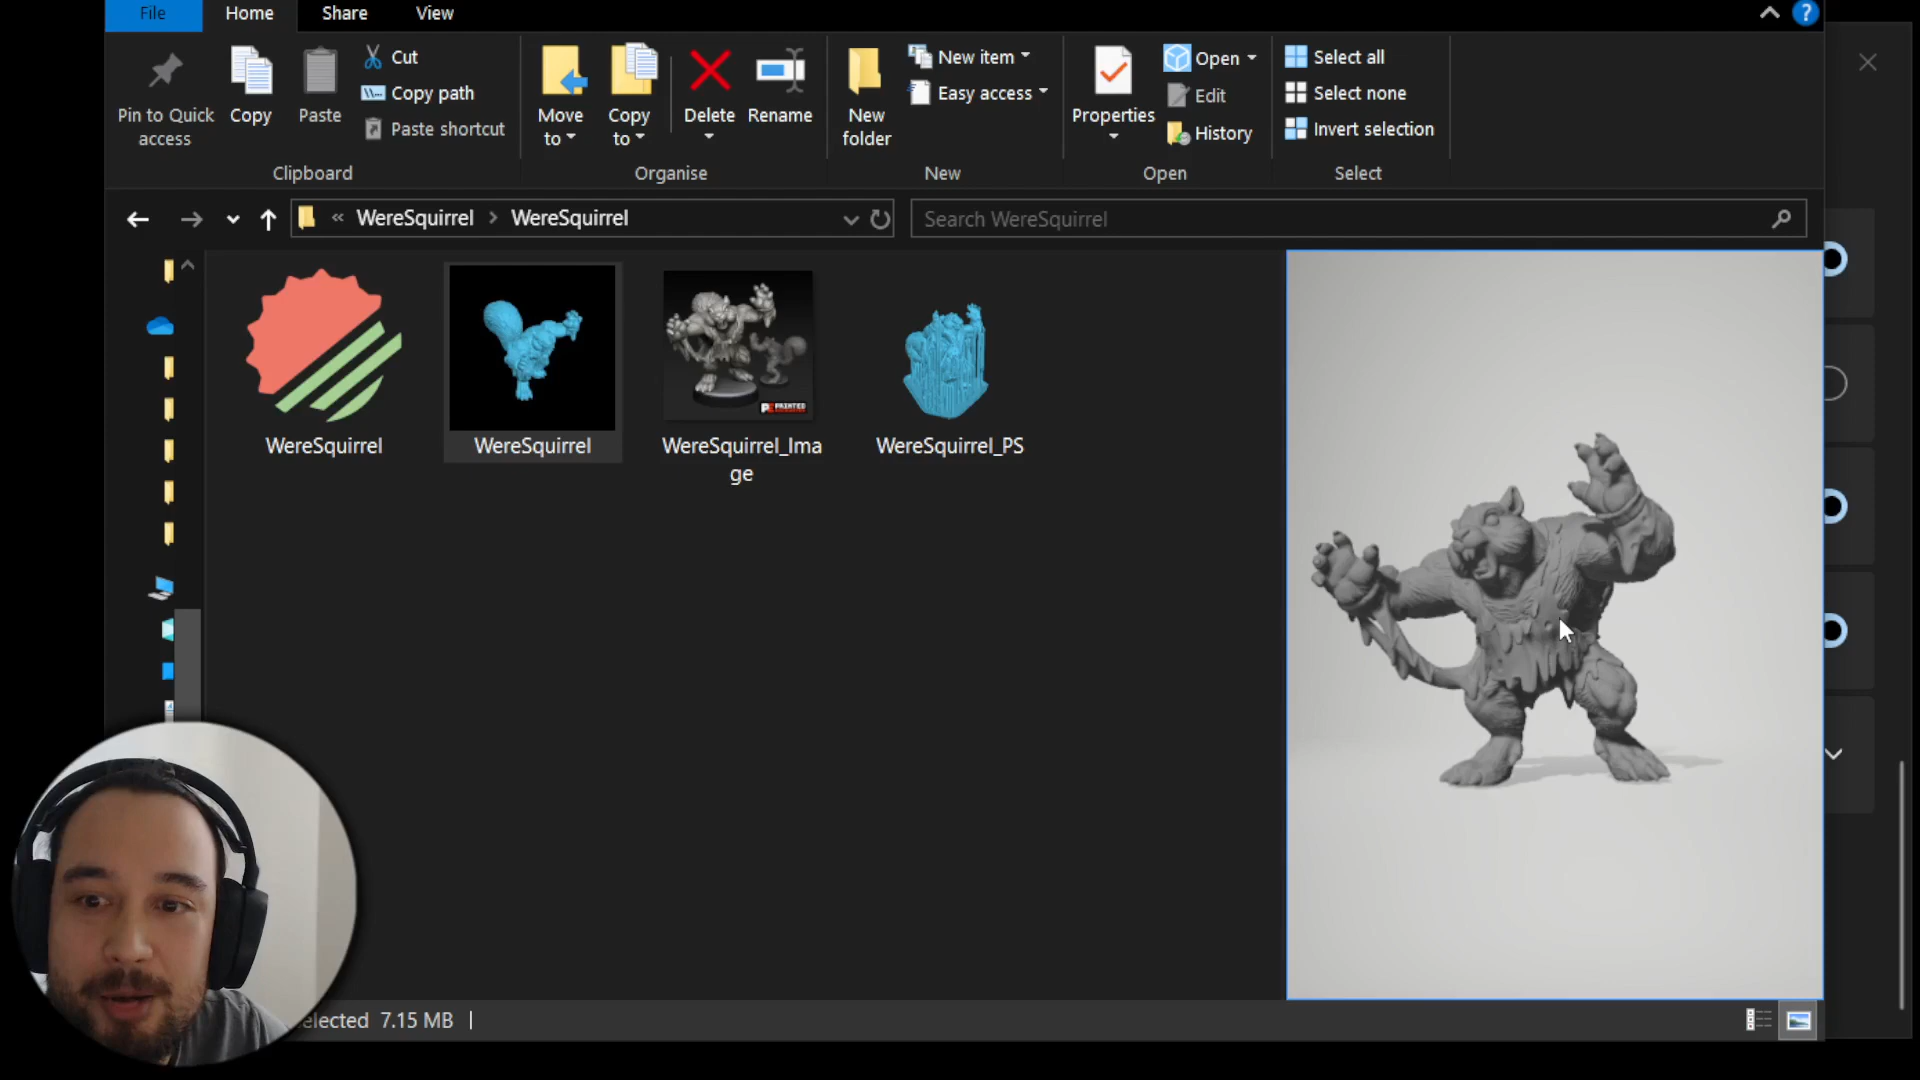 File Home Share View
Pin to Quick access
Copy
Paste
Cut
Copy path
Paste shortcut
Clipboard
Move to
Copy to
Delete
Rename
Organise
New folder
New item
Easy access
New
Properties
Open
Edit
History
Open
Select all
Select none
Invert selection
Select
« WereSquirrel > WereSquirrel
Search WereSquirrel
WereSquirrel
WereSquirrel
WereSquirrel_Ima
ge
WereSquirrel_PS
elected 7.15 MB